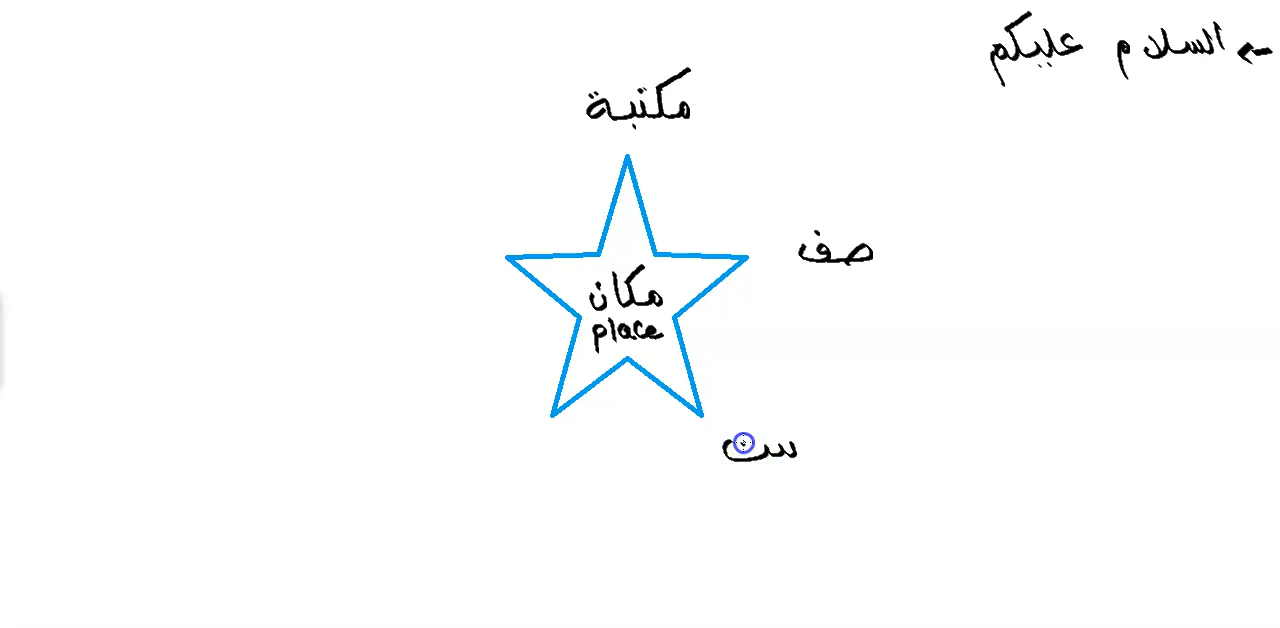 السلام عليكم
مكتبة
صف
مكان
place